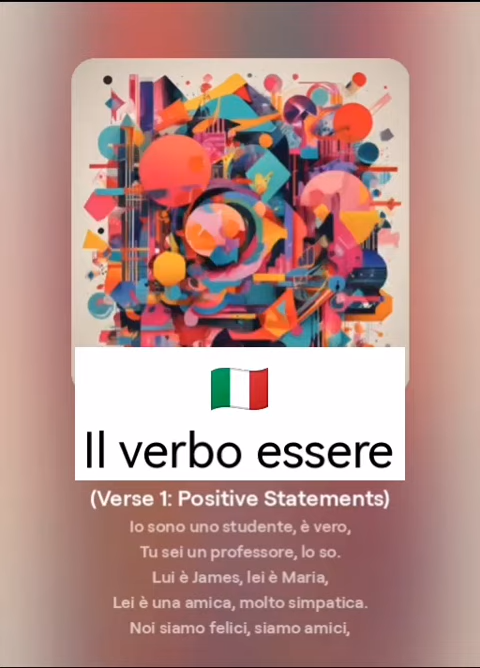 Il verbo essere
(Verse 1: Positive Statements)
Io sono uno studente, è vero,
Tu sei un professore, lo so.
Lui è James, lei è Maria,
Lei è una amica, molto simpatica.
Noi siamo felici, siamo amici,